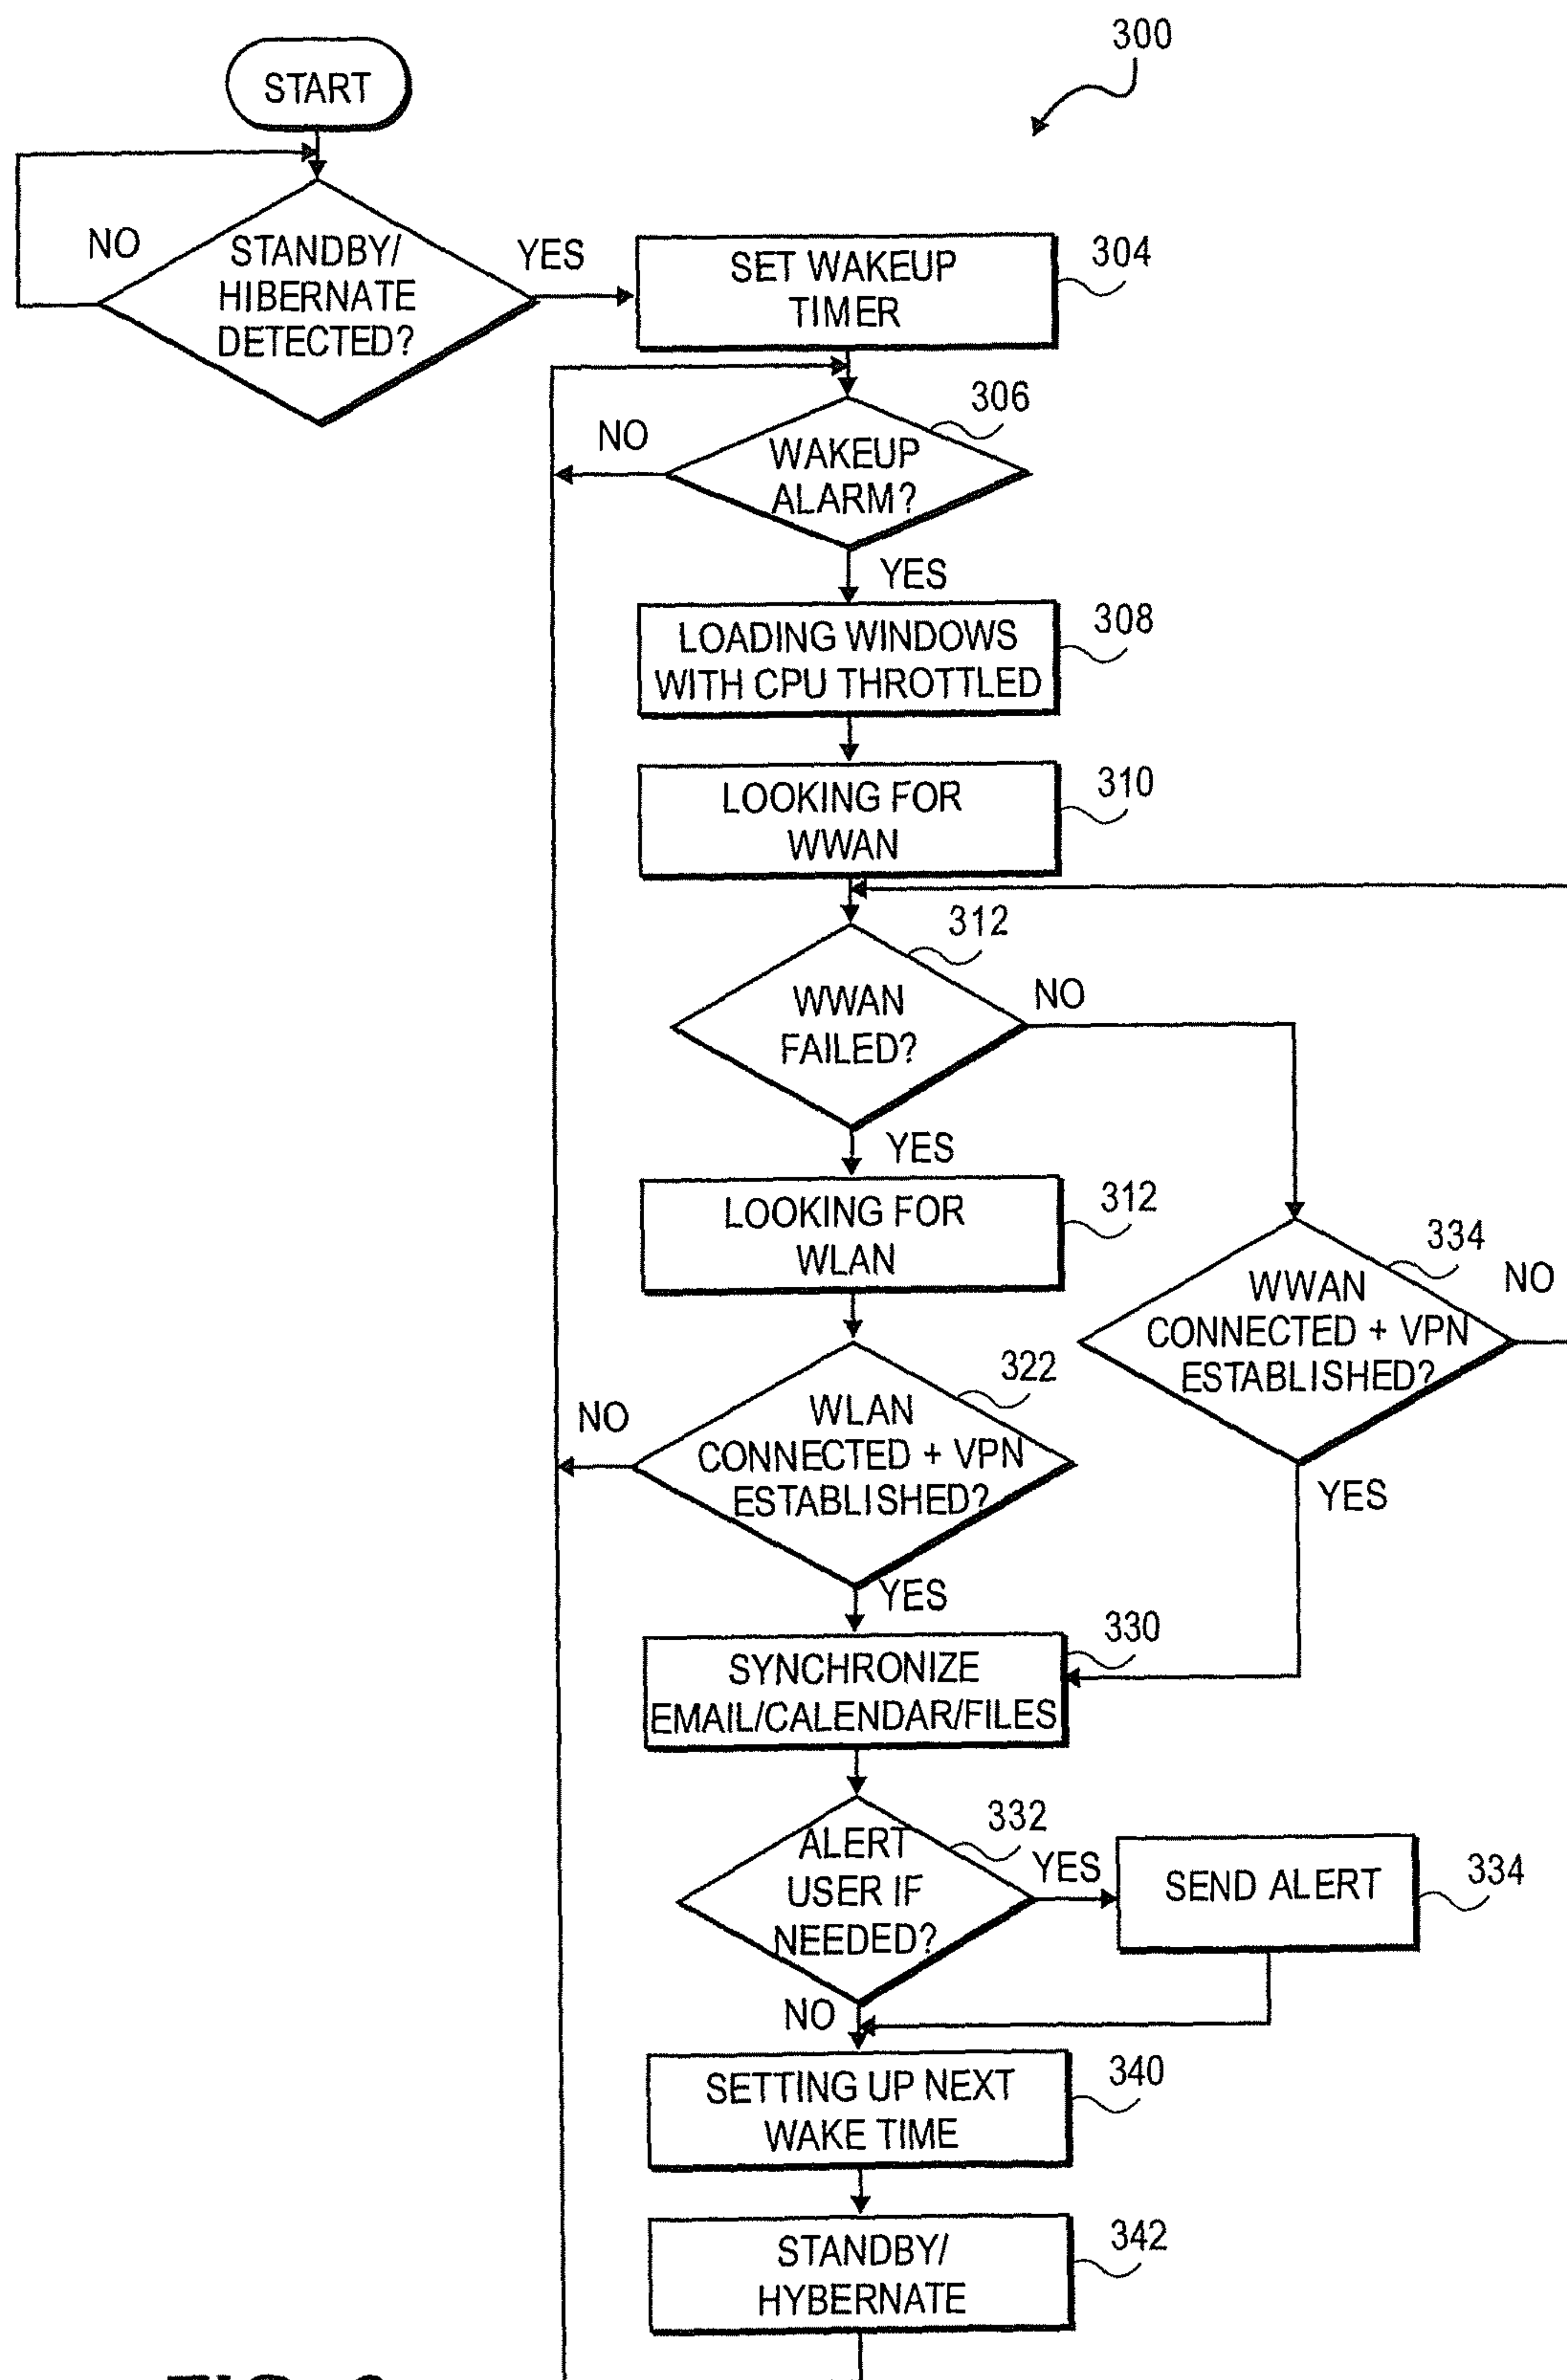 300
START
NO
STANDBY/
HIBERNATE
DETECTED?
YES
SET WAKEUP
TIMER
304
306
NO
WAKEUP
ALARM?
YES
LOADING WINDOWS
WITH CPU THROTTLED
308
LOOKING FOR
WWAN
310
312
WWAN
FAILED?
NO
YES
LOOKING FOR
WLAN
312
334
WWAN
CONNECTED + VPN
ESTABLISHED?
NO
YES
322
NO
WLAN
CONNECTED + VPN
ESTABLISHED?
YES
330
SYNCHRONIZE
EMAIL/CALENDAR/FILES
332
ALERT
USER IF
NEEDED?
YES
SEND ALERT
334
NO
SETTING UP NEXT
WAKE TIME
340
STANDBY/
HYBERNATE
342